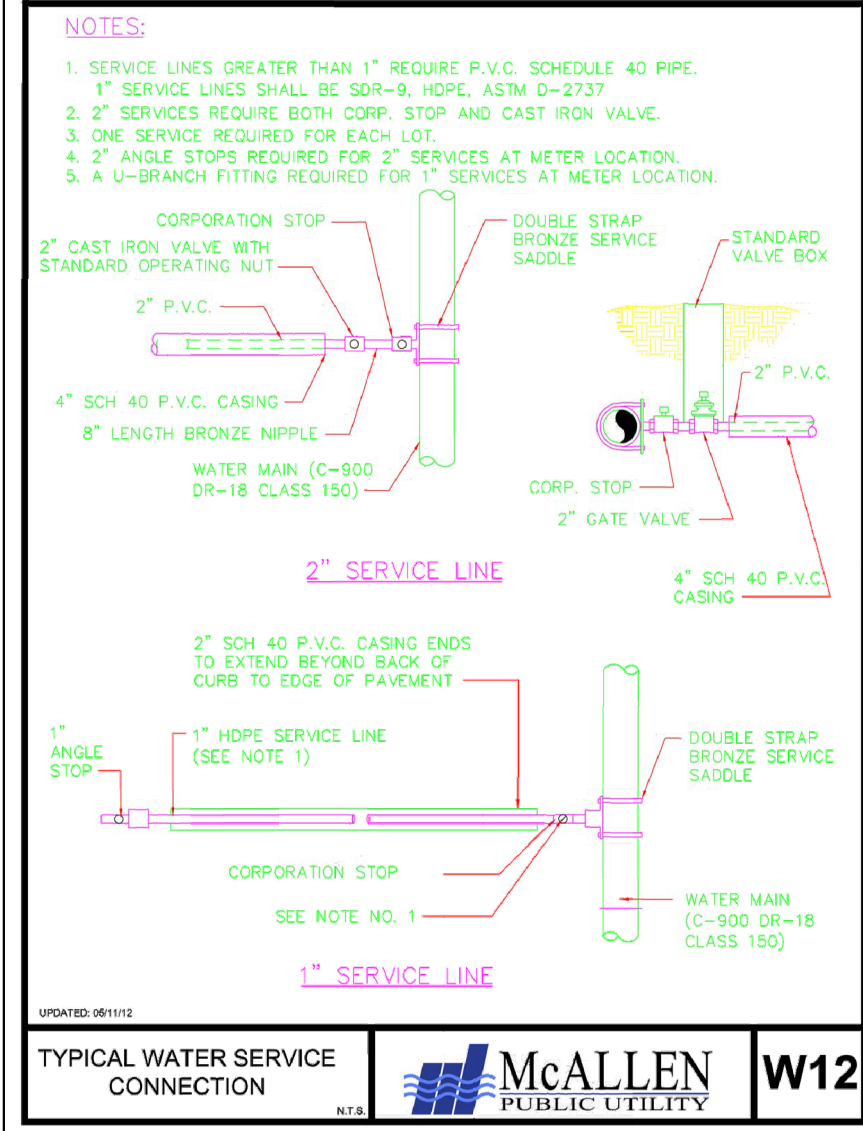 NOTES:
1. SERVICE LINES GREATER THAN 1" REQUIRE P.V.C. SCHEDULE 40 PIPE.
1" SERVICE LINES SHALL BE SDR-9, HDPE, ASTM D-2737
2. 2" SERVICES REQUIRE BOTH CORP. STOP AND CAST IRON VALVE.
3. ONE SERVICE REQUIRED FOR EACH LOT.
4. 2" ANGLE STOPS REQUIRED FOR 2" SERVICES AT METER LOCATION.
5. A U-BRANCH FITTING REQUIRED FOR 1" SERVICES AT METER LOCATION.
CORPORATION STOP
2" CAST IRON VALVE WITH
STANDARD OPERATING NUT
2" P.V.C.
4" SCH 40 P.V.C. CASING
8" LENGTH BRONZE NIPPLE
WATER MAIN (C-900
DR-18 CLASS 150)
DOUBLE STRAP
BRONZE SERVICE
SADDLE
STANDARD
VALVE BOX
2" P.V.C.
CORP. STOP
2" GATE VALVE
4" SCH 40 P.V.C.
CASING
2" SERVICE LINE
2" SCH 40 P.V.C. CASING ENDS
TO EXTEND BEYOND BACK OF
CURB TO EDGE OF PAVEMENT
1"
ANGLE
STOP
1" HDPE SERVICE LINE
(SEE NOTE 1)
DOUBLE STRAP
BRONZE SERVICE
SADDLE
CORPORATION STOP
SEE NOTE NO. 1
WATER MAIN
(C-900 DR-18
CLASS 150)
1" SERVICE LINE
UPDATED: 05/11/12
TYPICAL WATER SERVICE
CONNECTION
N.T.S.
McALLEN
PUBLIC UTILITY
W12